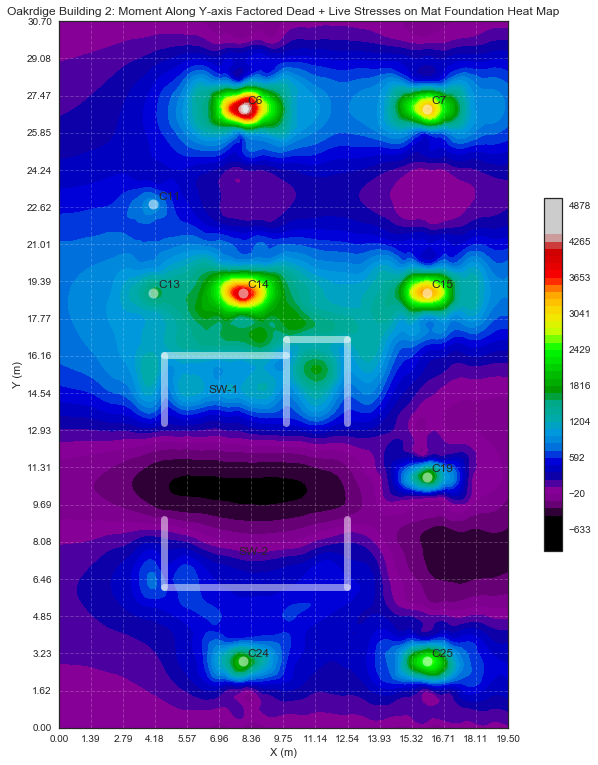 Oakrdige Building 2: Moment Along Y-axis Factored Dead + Live Stresses on Mat Foundation Heat Map
30.70
29.08
27.47
25.85
24.24
22.62
21.01
19.39
17.77
16.16
14.54
12.93
11.31
9.69
8.08
6.46
4.85
3.23
1.62
0.00
Y (m)
C6
C7
C13
C14
C15
SW-1
C19
C24
C25
0.00 1.39 2.79 4.18 5.57 6.96 8.36 9.75 11.14 12.54 13.93 15.32 16.71 18.11 19.50
X (m)
4878
4265
3653
3041
2429
1816
1204
592
−20
−633